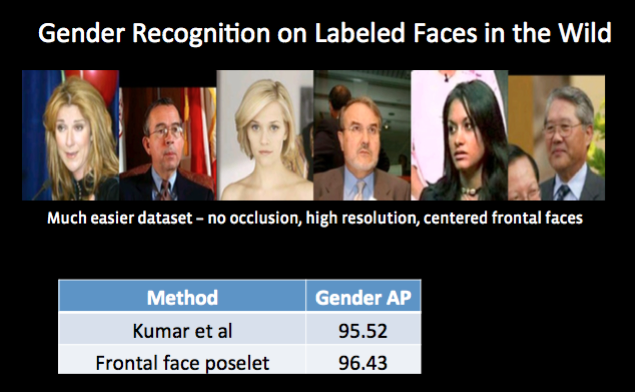 Gender Recognition on Labeled Faces in the Wild
Much easier dataset – no occlusion, high resolution, centered frontal faces
Method Gender AP
Kumar et al 95.52
Frontal face poselet 96.43